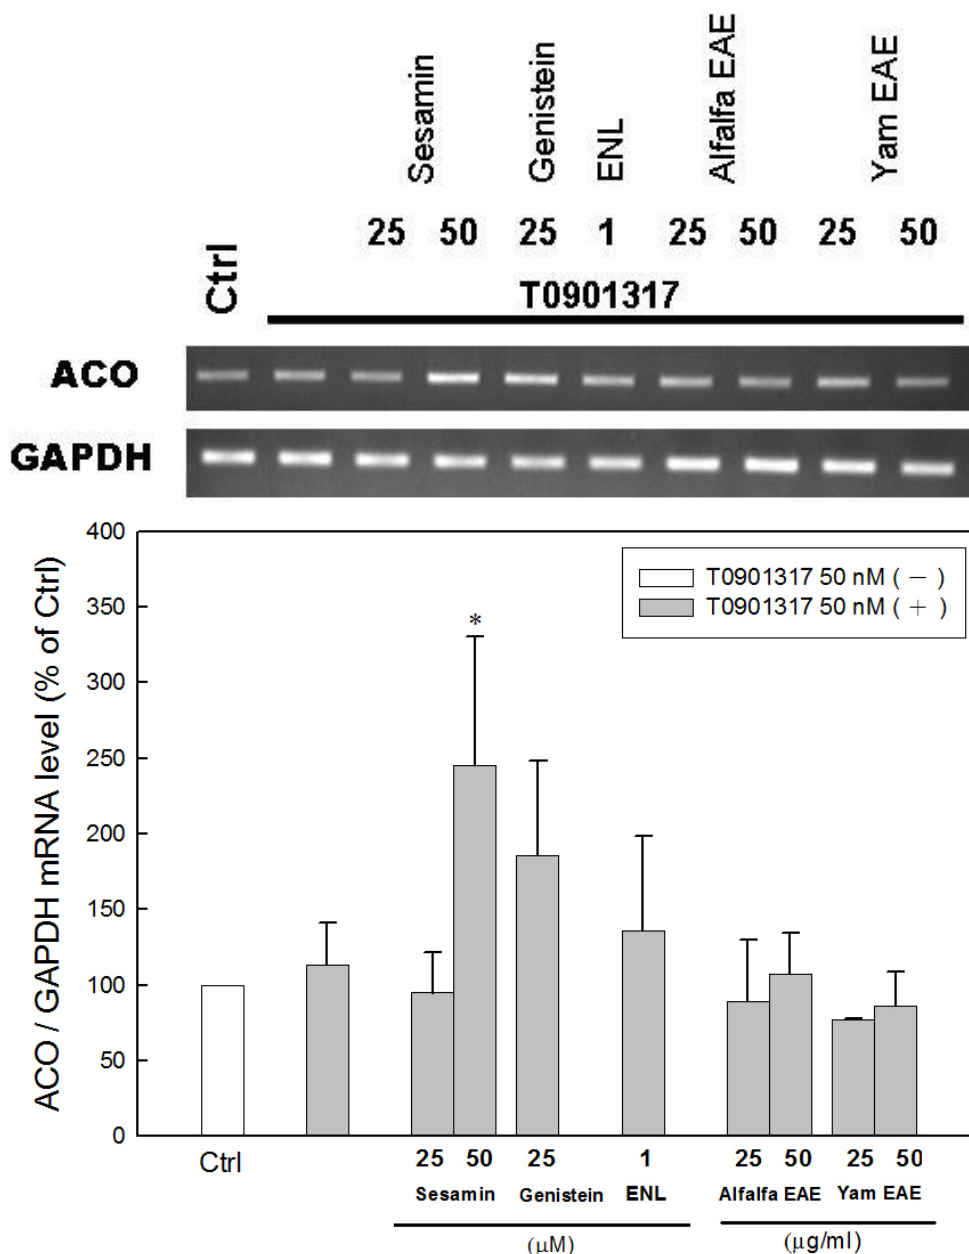 Sesamin Genistein ENL Alfalfa EAE Yam EAE
25 50 25 1 25 50 25 50
Ctrl
T0901317
ACO
GAPDH
ACO / GAPDH mRNA level (% of Ctrl)
400
350
300
250
200
150
100
50
0
*
T0901317 50 nM ( − )
T0901317 50 nM ( + )
Ctrl 25 50 25 1 25 50 25 50
Sesamin Genistein ENL Alfalfa EAE Yam EAE
(μM) (μg/ml)